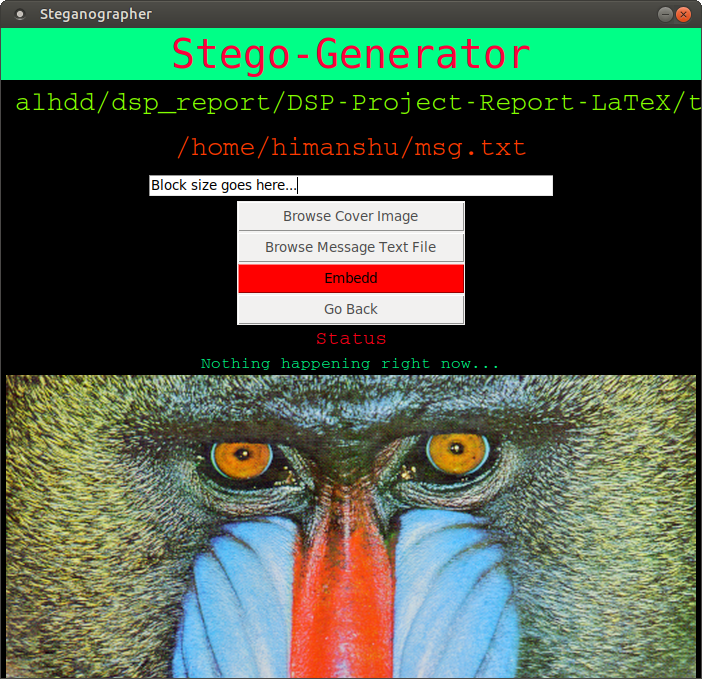 Steganographer
Stego-Generator
alhdd/dsp_report/DSP-Project-Report-LaTeX/t
/home/himanshu/msg.txt
Block size goes here...
Browse Cover Image
Browse Message Text File
Embedd
Go Back
Status
Nothing happening right now...